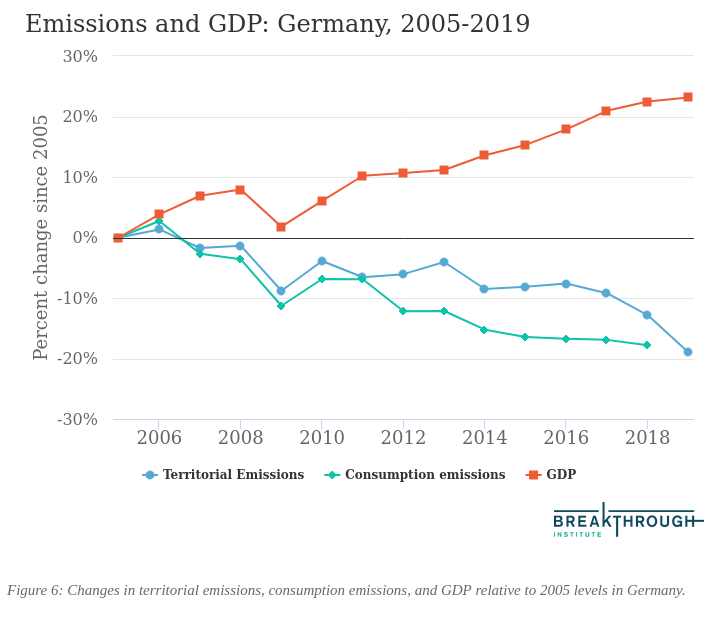 Emissions and GDP: Germany, 2005-2019
Percent change since 2005
30%
20%
10%
0%
-10%
-20%
-30%
2006 2008 2010 2012 2014 2016 2018
Territorial Emissions Consumption emissions GDP
BREAKTHROUGH
INSTITUTE
Figure 6: Changes in territorial emissions, consumption emissions, and GDP relative to 2005 levels in Germany.